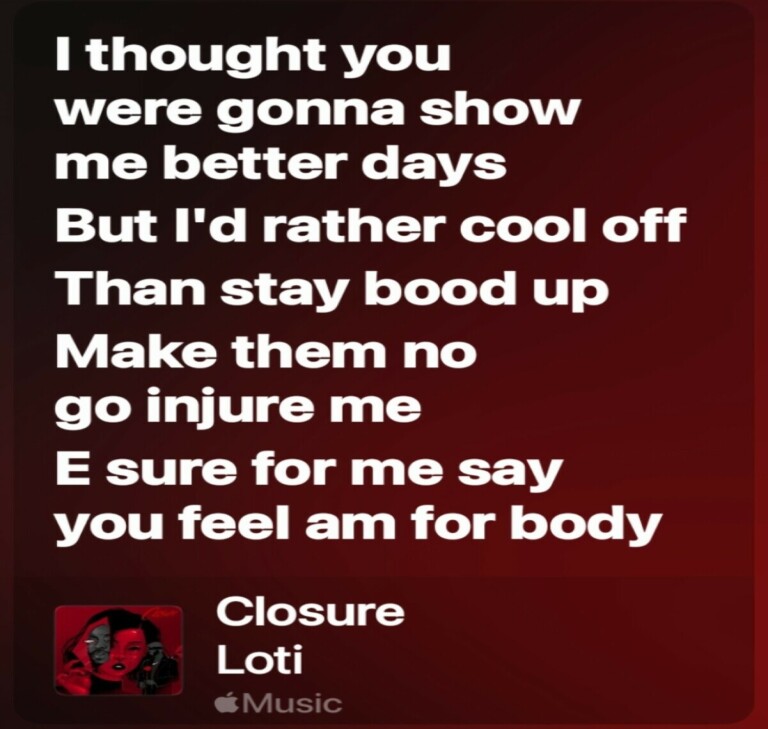 I thought you
were gonna show
me better days
But I'd rather cool off
Than stay bood up
Make them no
go injure me
E sure for me say
you feel am for body
Closure
Loti
Music